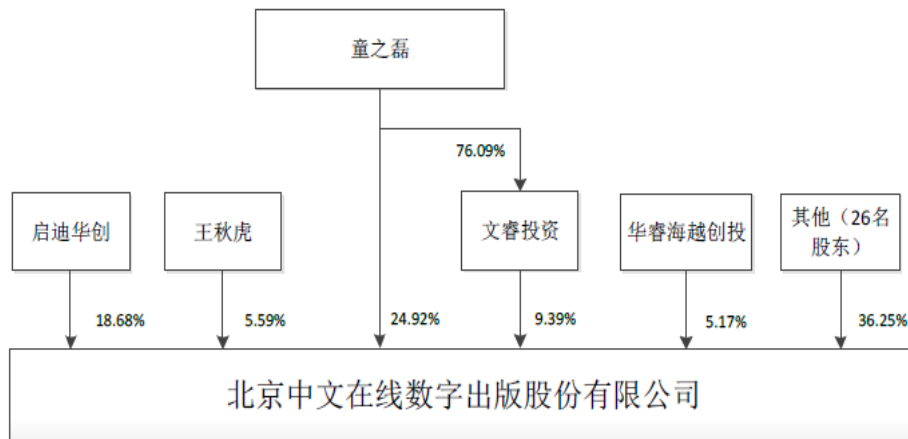 童之磊
76.09%
启迪华创
王秋虎
文睿投资
华睿海越创投
其他（26名
股东）
18.68%
5.59%
24.92%
9.39%
5.17%
36.25%
北京中文在线数字出版股份有限公司